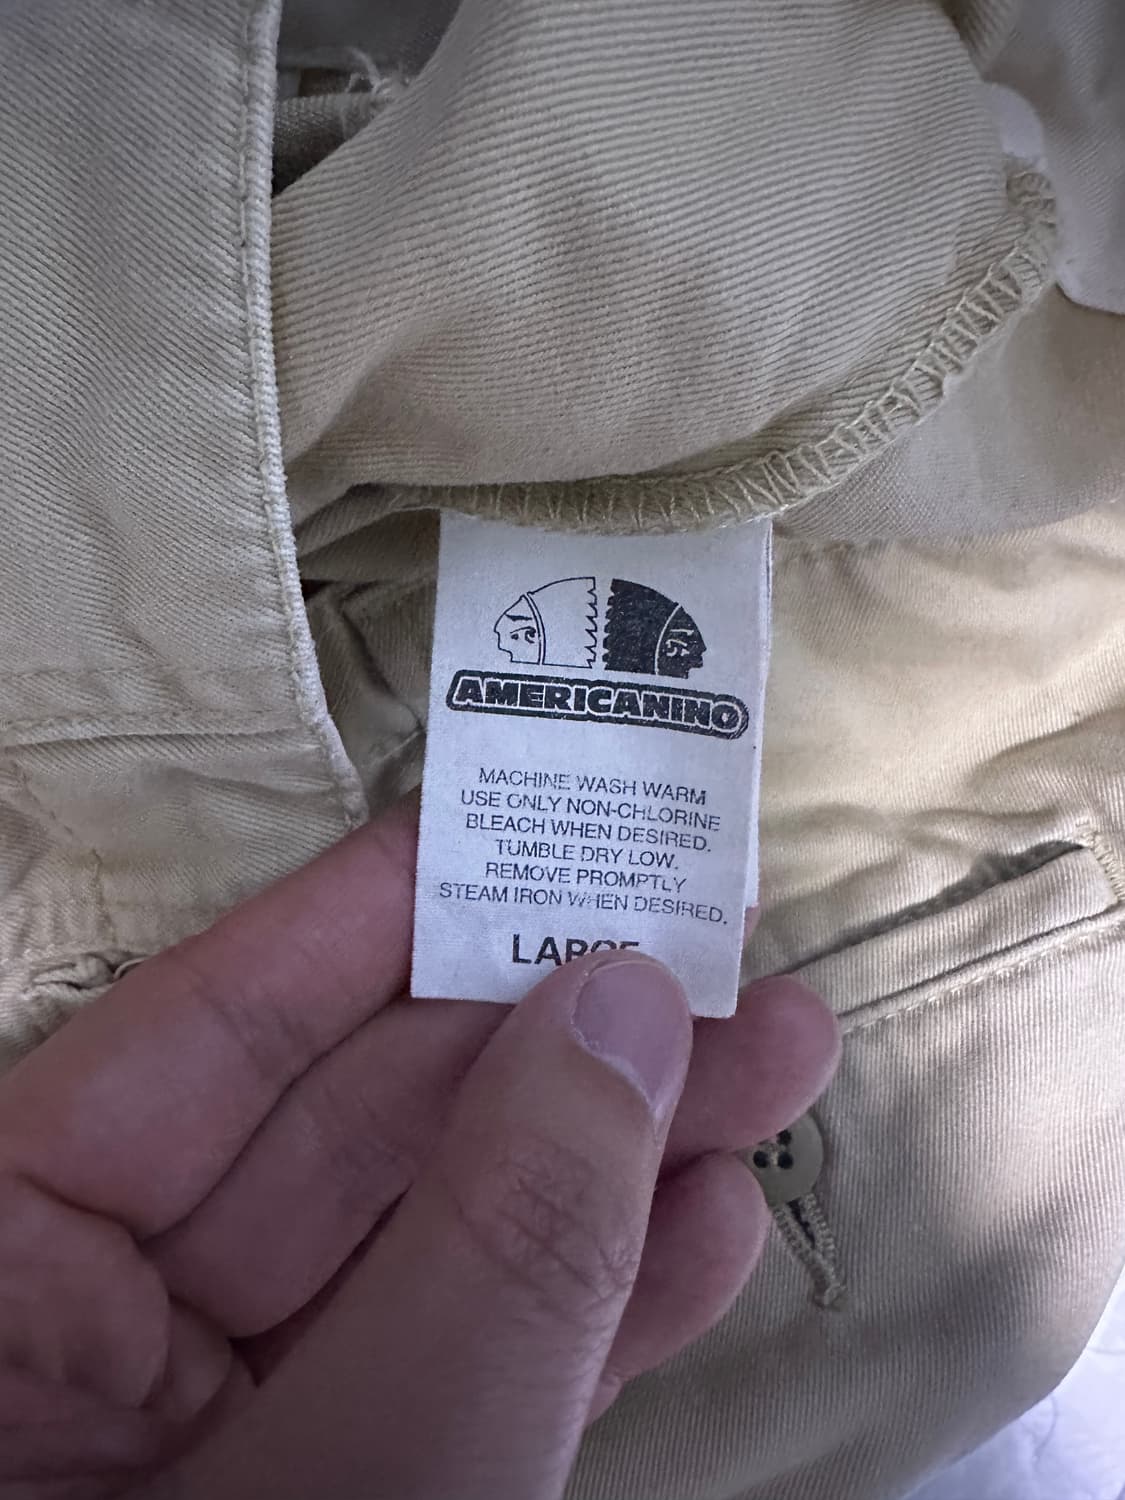 AMERICANINO
MACHINE WASH WARM
USE ONLY NON-CHLORINE
BLEACH WHEN DESIRED.
TUMBLE DRY LOW.
REMOVE PROMPTLY
STEAM IRON WHEN DESIRED.
LARGE